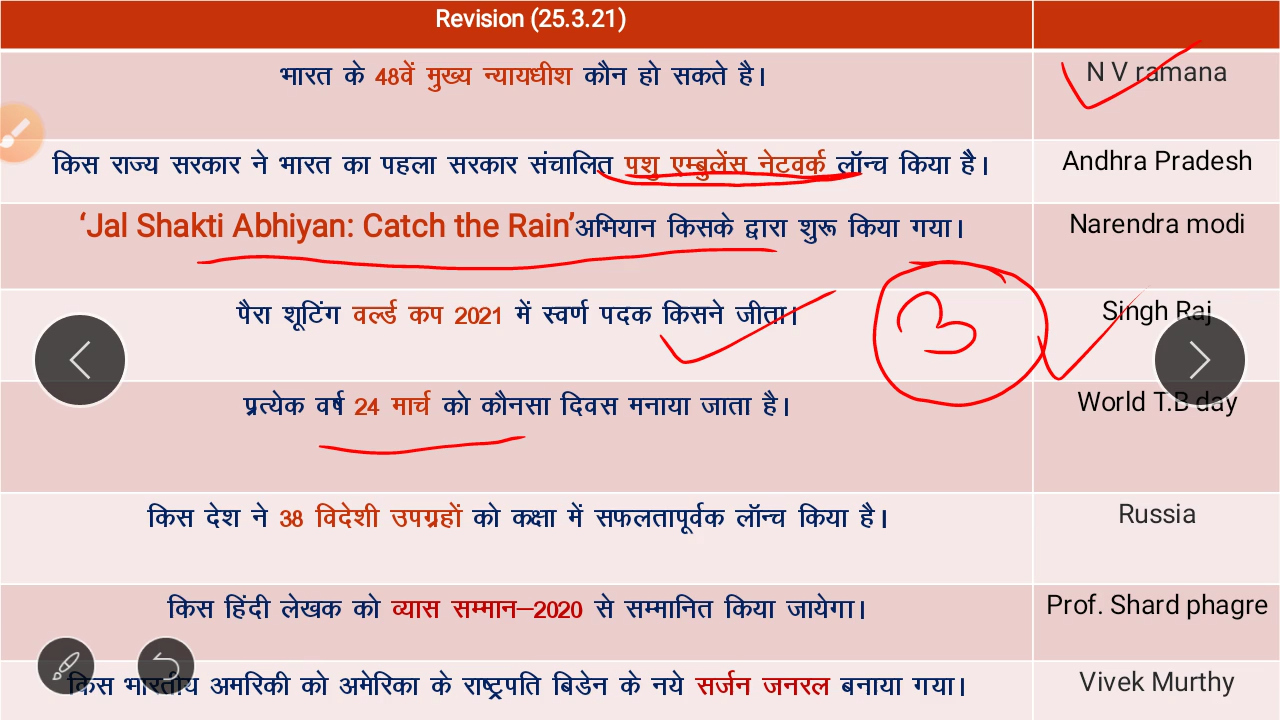 Revision (25.3.21)
भारत के 48वें मुख्य न्यायधीश कौन हो सकते है।
N V ramana
किस राज्य सरकार ने भारत का पहला सरकार संचालित पशु एम्बुलेंस नेटवर्क लॉन्च किया है।
Andhra Pradesh
‘Jal Shakti Abhiyan: Catch the Rain’अभियान किसके द्वारा शुरू किया गया।
Narendra modi
पैरा शूटिंग वर्ल्ड कप 2021 में स्वर्ण पदक किसने जीता।
3
Singh Raj
प्रत्येक वर्ष 24 मार्च को कौनसा दिवस मनाया जाता है।
World T.B day
किस देश ने 38 विदेशी उपग्रहों को कक्षा में सफलतापूर्वक लॉन्च किया है।
Russia
किस हिंदी लेखक को व्यास सम्मान–2020 से सम्मानित किया जायेगा।
Prof. Shard phagre
किस भारतीय अमरिकी को अमेरिका के राष्ट्रपति बिडेन के नये सर्जन जनरल बनाया गया।
Vivek Murthy